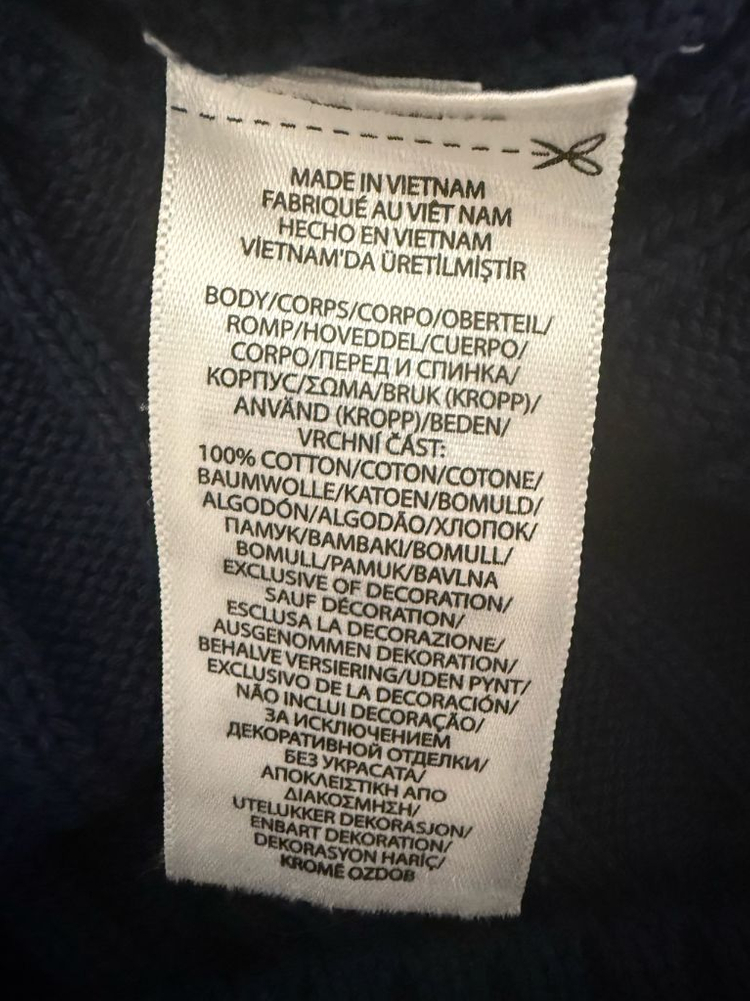 MADE IN VIETNAM
FABRIQUÉ AU VIÊT NAM
HECHO EN VIETNAM
VİETNAM'DA ÜRETİLMİŞTİR
BODY/CORPS/CORPO/OBERTEIL/
ROMP/HOVEDDEL/CUERPO/
CORPO/ПЕРЕД И СПИНКА/
КОРПУС/ΣΩΜΑ/BRUK (KROPP)/
ANVÄND (KROPP)/BEDEN/
VRCHNÍ ČÁST:
100% COTTON/COTON/COTONE/
BAUMWOLLE/KATOEN/BOMULD/
ALGODÓN/ALGODÃO/ХЛОПОК/
ПАМУК/BAMBAKI/BOMULL/
BOMULL/PAMUK/BAVLNA
EXCLUSIVE OF DECORATION/
SAUF DÉCORATION/
ESCLUSA LA DECORAZIONE/
AUSGENOMMEN DEKORATION/
BEHALVE VERSIERING/UDEN PYNT/
EXCLUSIVO DE LA DECORACIÓN/
NÃO INCLUI DECORAÇÃO/
ЗА ИСКЛЮЧЕНИЕМ
ДЕКОРАТИВНОЙ ОТДЕЛКИ/
БЕЗ УКРАСАТА/
ΑΠΟΚΛΕΙΣΤΙΚΗ ΑΠΟ
ΔΙΑΚΟΣΜΗΣΗ/
UTELUKKER DEKORASJON/
ENBART DEKORATION/
DEKORASYON HARİÇ/
KROMĚ OZDOB